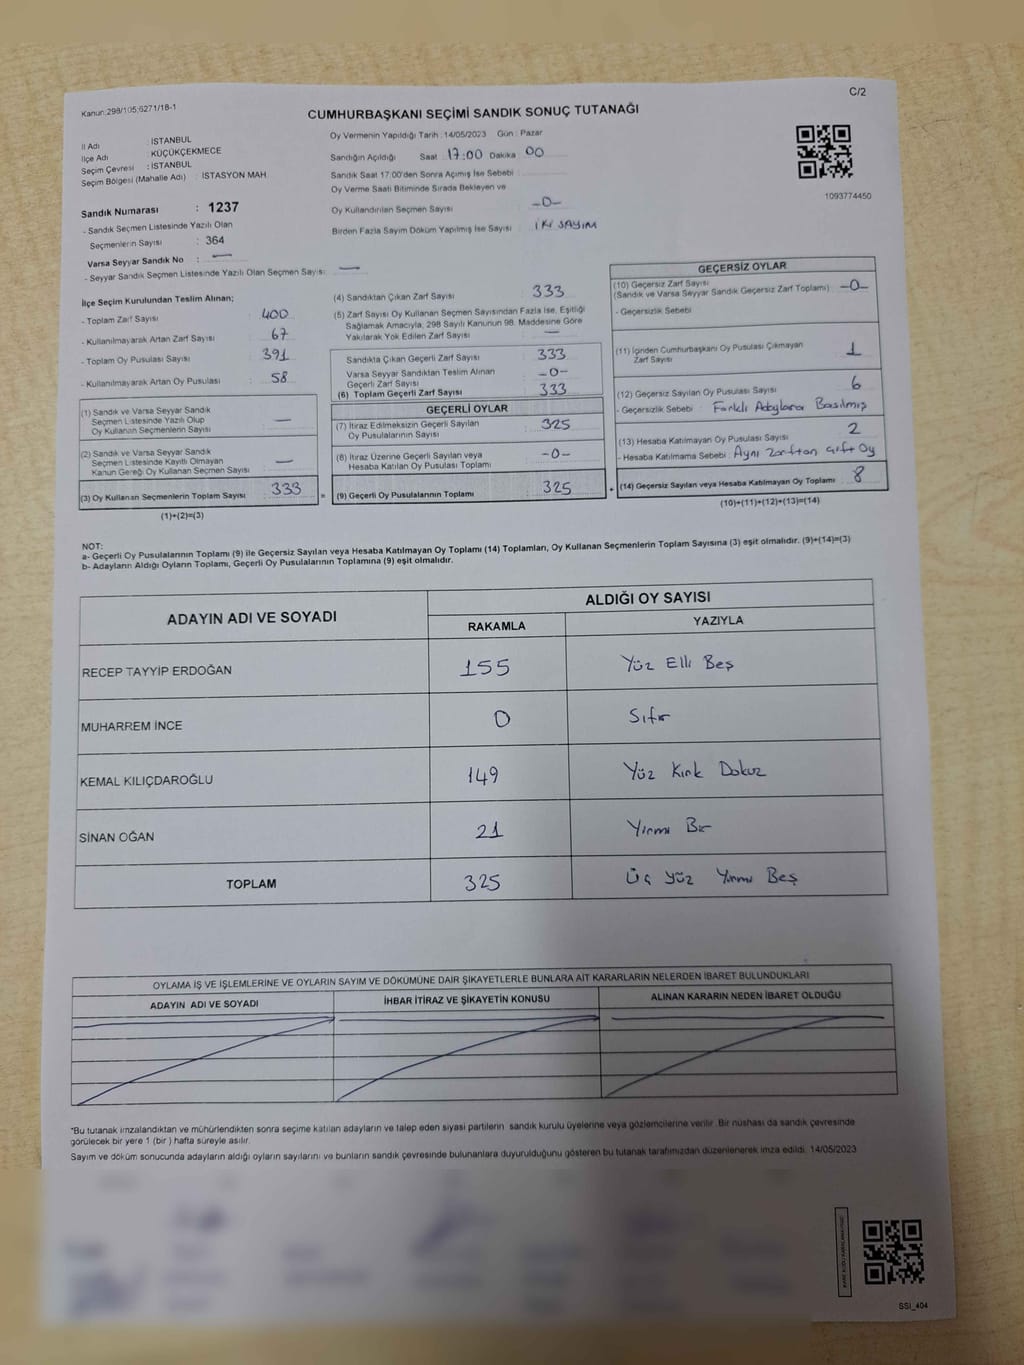 Kanun:298/105;6271/18-1
C/2
CUMHURBAŞKANI SEÇİMİ SANDIK SONUÇ TUTANAĞI
İl Adı : İSTANBUL
İlçe Adı : KÜÇÜKÇEKMECE
Seçim Çevresi : İSTANBUL
Seçim Bölgesi (Mahalle Adı) : İSTASYON MAH.
Sandık Numarası : 1237
- Sandık Seçmen Listesinde Yazılı Olan
Seçmenlerin Sayısı : 364
Varsa Seyyar Sandık No : —
- Seyyar Sandık Seçmen Listesinde Yazılı Olan Seçmen Sayısı: —
Oy Vermenin Yapıldığı Tarih : 14/05/2023 Gün : Pazar
Sandığın Açıldığı Saat 17:00 Dakika 00
Sandık Saat 17:00'den Sonra Açımış İse Sebebi
Oy Verme Saati Bitiminde Sırada Bekleyen ve
Oy Kullandırılan Seçmen Sayısı : -0-
Birden Fazla Sayım Döküm Yapılmış İse Sayısı : İKİ SAYIM
1093774450
İlçe Seçim Kurulundan Teslim Alınan;
- Toplam Zarf Sayısı : 400
- Kullanılmayarak Artan Zarf Sayısı : 67
- Toplam Oy Pusulası Sayısı : 391
- Kullanılmayarak Artan Oy Pusulası : 58
(1) Sandık ve Varsa Seyyar Sandık
Seçmen Listesinde Yazılı Olup
Oy Kullanan Seçmenlerin Sayısı : —
(2) Sandık ve Varsa Seyyar Sandık
Seçmen Listesinde Kayıtlı Olmayan
Kanun Gereği Oy Kullanan Seçmen Sayısı : —
(3) Oy Kullanan Seçmenlerin Toplam Sayısı : 333 =
(1)+(2)=(3)
(4) Sandıktan Çıkan Zarf Sayısı : 333
(5) Zarf Sayısı Oy Kullanan Seçmen Sayısından Fazla İse, Eşitliği
Sağlamak Amacıyla, 298 Sayılı Kanunun 98. Maddesine Göre
Yakılarak Yok Edilen Zarf Sayısı : —
Sandıkta Çıkan Geçerli Zarf Sayısı : 333
Varsa Seyyar Sandıktan Teslim Alınan
Geçerli Zarf Sayısı : -0-
(6) Toplam Geçerli Zarf Sayısı : 333
GEÇERLİ OYLAR
(7) İtiraz Edilmeksizin Geçerli Sayılan
Oy Pusulalarının Sayısı : 325
(8) İtiraz Üzerine Geçerli Sayılan veya
Hesaba Katılan Oy Pusulası Toplamı : -0-
(9) Geçerli Oy Pusulalarının Toplamı : 325 +
GEÇERSİZ OYLAR
(10) Geçersiz Zarf Sayısı
(Sandık ve Varsa Seyyar Sandık Geçersiz Zarf Toplamı) : -0-
- Geçersizlik Sebebi :
(11) İçinden Cumhurbaşkanı Oy Pusulası Çıkmayan
Zarf Sayısı : 1
(12) Geçersiz Sayılan Oy Pusulası Sayısı : 6
- Geçersizlik Sebebi : Farklı Adaylara Basılmış
(13) Hesaba Katılmayan Oy Pusulası Sayısı : 2
- Hesaba Katılmama Sebebi : Aynı Zarftan Çift Oy
(14) Geçersiz Sayılan veya Hesaba Katılmayan Oy Toplamı : 8
(10)+(11)+(12)+(13)=(14)
NOT:
a- Geçerli Oy Pusulalarının Toplamı (9) ile Geçersiz Sayılan veya Hesaba Katılmayan Oy Toplamı (14) Toplamları, Oy Kullanan Seçmenlerin Toplam Sayısına (3) eşit olmalıdır. (9)+(14)=(3)
b- Adayların Aldığı Oyların Toplamı, Geçerli Oy Pusulalarının Toplamına (9) eşit olmalıdır.
ADAYIN ADI VE SOYADI
ALDIĞI OY SAYISI
RAKAMLA YAZIYLA
RECEP TAYYİP ERDOĞAN 155 Yüz Elli Beş
MUHARREM İNCE 0 Sıfır
KEMAL KILIÇDAROĞLU 149 Yüz Kırk Dokuz
SİNAN OĞAN 21 Yirmi Bir
TOPLAM 325 Üç Yüz Yirmi Beş
OYLAMA İŞ VE İŞLEMLERİNE VE OYLARIN SAYIM VE DÖKÜMÜNE DAİR ŞİKAYETLERLE BUNLARA AİT KARARLARIN NELERDEN İBARET BULUNDUKLARI
ADAYIN ADI VE SOYADI İHBAR İTİRAZ VE ŞİKAYETİN KONUSU ALINAN KARARIN NEDEN İBARET OLDUĞU
*Bu tutanak imzalandıktan ve mühürlendikten sonra seçime katılan adayların ve talep eden siyasi partilerin sandık kurulu üyelerine veya gözlemcilerine verilir. Bir nüshası da sandık çevresinde
görülecek bir yere 1 (bir ) hafta süreyle asılır.
Sayım ve döküm sonucunda adayların aldığı oyların sayılarını ve bunların sandık çevresinde bulunanlara duyurulduğunu gösteren bu tutanak tarafımızdan düzenlenerek imza edildi. 14/05/2023
SSI_404